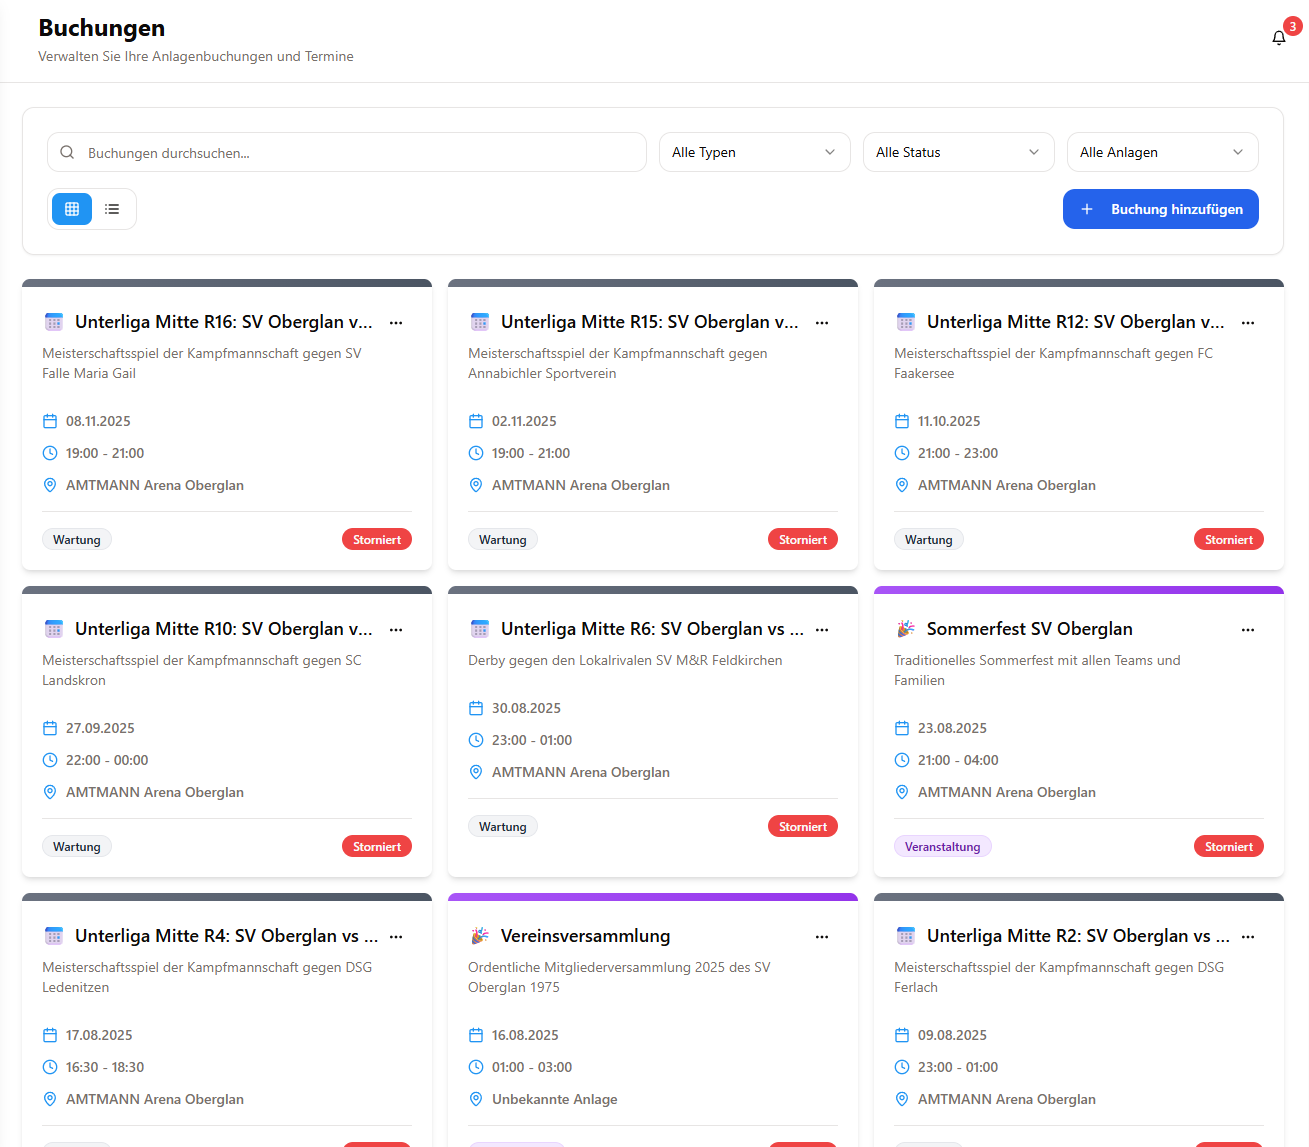 Buchungen
Verwalten Sie Ihre Anlagenbuchungen und Termine
3
Buchungen durchsuchen...
Alle Typen
Alle Status
Alle Anlagen
Buchung hinzufügen
Unterliga Mitte R16: SV Oberglan v...
Meisterschaftsspiel der Kampfmannschaft gegen SV
Falle Maria Gail
08.11.2025
19:00 - 21:00
AMTMANN Arena Oberglan
Wartung
Storniert
Unterliga Mitte R15: SV Oberglan v...
Meisterschaftsspiel der Kampfmannschaft gegen
Annabichler Sportverein
02.11.2025
19:00 - 21:00
AMTMANN Arena Oberglan
Wartung
Storniert
Unterliga Mitte R12: SV Oberglan v...
Meisterschaftsspiel der Kampfmannschaft gegen FC
Faakersee
11.10.2025
21:00 - 23:00
AMTMANN Arena Oberglan
Wartung
Storniert
Unterliga Mitte R10: SV Oberglan v...
Meisterschaftsspiel der Kampfmannschaft gegen SC
Landskron
27.09.2025
22:00 - 00:00
AMTMANN Arena Oberglan
Wartung
Storniert
Unterliga Mitte R6: SV Oberglan vs ...
Derby gegen den Lokalrivalen SV M&R Feldkirchen
30.08.2025
23:00 - 01:00
AMTMANN Arena Oberglan
Wartung
Storniert
Sommerfest SV Oberglan
Traditionelles Sommerfest mit allen Teams und
Familien
23.08.2025
21:00 - 04:00
AMTMANN Arena Oberglan
Veranstaltung
Storniert
Unterliga Mitte R4: SV Oberglan vs ...
Meisterschaftsspiel der Kampfmannschaft gegen DSG
Ledenitzen
17.08.2025
16:30 - 18:30
AMTMANN Arena Oberglan
Vereinsversammlung
Ordentliche Mitgliederversammlung 2025 des SV
Oberglan 1975
16.08.2025
01:00 - 03:00
Unbekannte Anlage
Unterliga Mitte R2: SV Oberglan vs ...
Meisterschaftsspiel der Kampfmannschaft gegen DSG
Ferlach
09.08.2025
23:00 - 01:00
AMTMANN Arena Oberglan